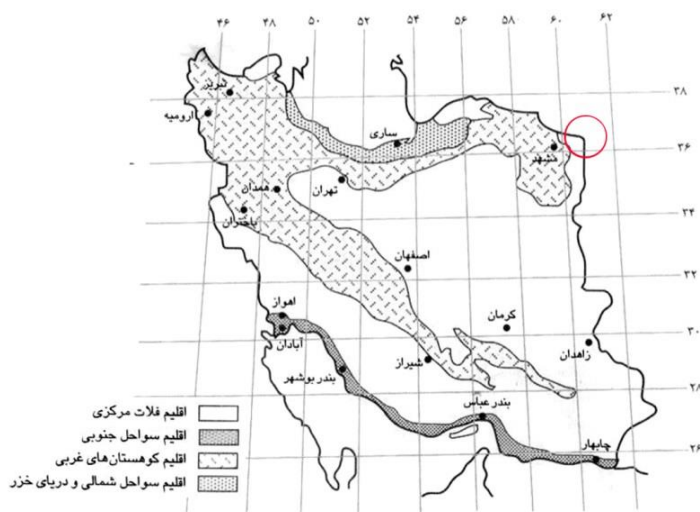 ۴۶ ۴۸ ۵۰ ۵۲ ۵۴ ۵۶ ۵۸ ۶۰ ۶۲
۳۸
تبریز
ارومیه
ساری
۳۶
مشهد
تهران
همدان
۳۴
باختران
اصفهان
۳۲
اهواز
کرمان
۳۰
آبادان
زاهدان
شیراز
بندر بوشهر
۲۸
بندر عباس
چابهار
۲۶
اقلیم فلات مرکزی
اقلیم سواحل جنوبی
اقلیم کوهستان‌های غربی
اقلیم سواحل شمالی و دریای خزر